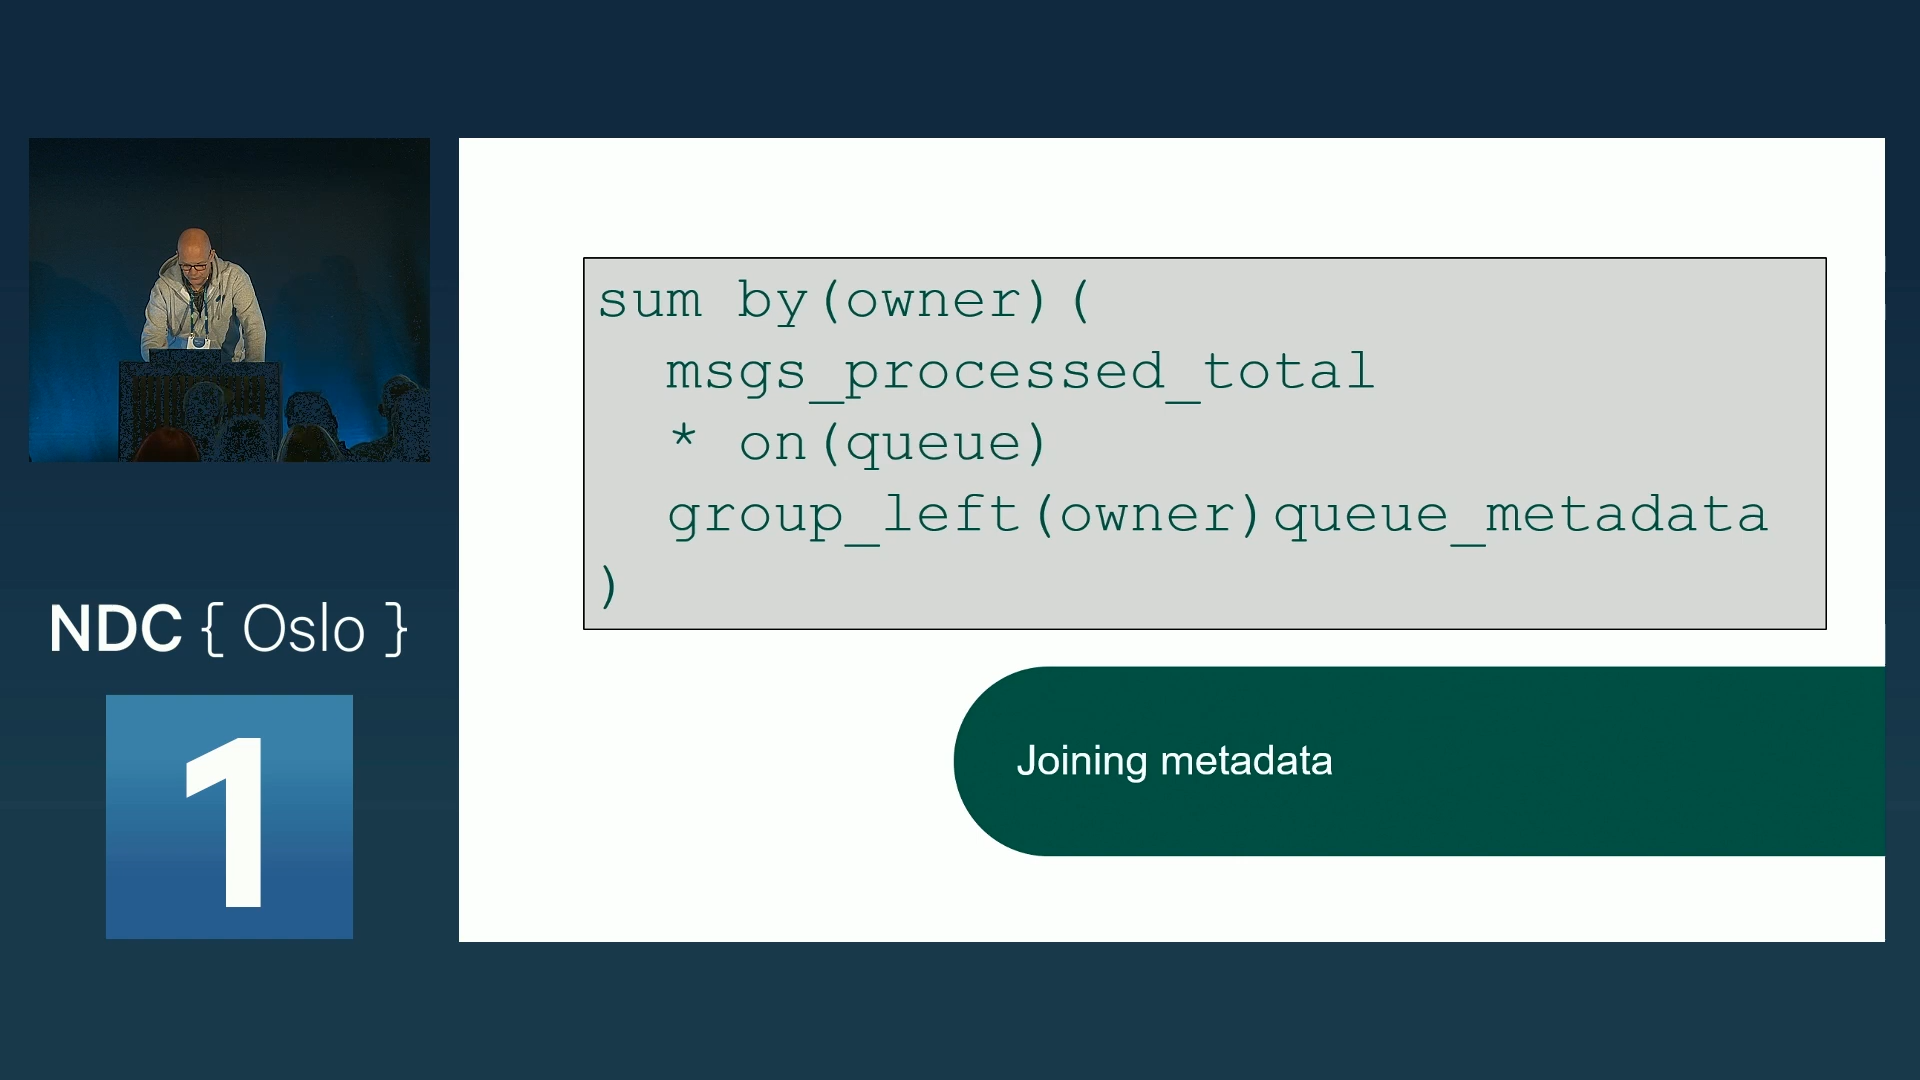 sum by(owner)(
msgs_processed_total
* on(queue)
group_left(owner)queue_metadata
)
Joining metadata
NDC { Oslo }
1